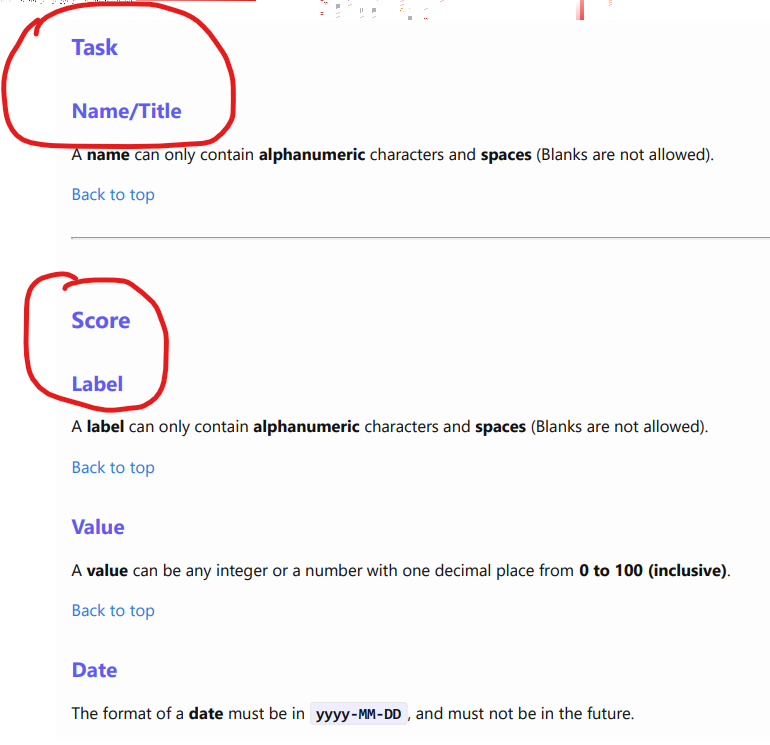 Task
Name/Title
A name can only contain alphanumeric characters and spaces (Blanks are not allowed).
Back to top
Score
Label
A label can only contain alphanumeric characters and spaces (Blanks are not allowed).
Back to top
Value
A value can be any integer or a number with one decimal place from 0 to 100 (inclusive).
Back to top
Date
The format of a date must be in yyyy-MM-DD, and must not be in the future.